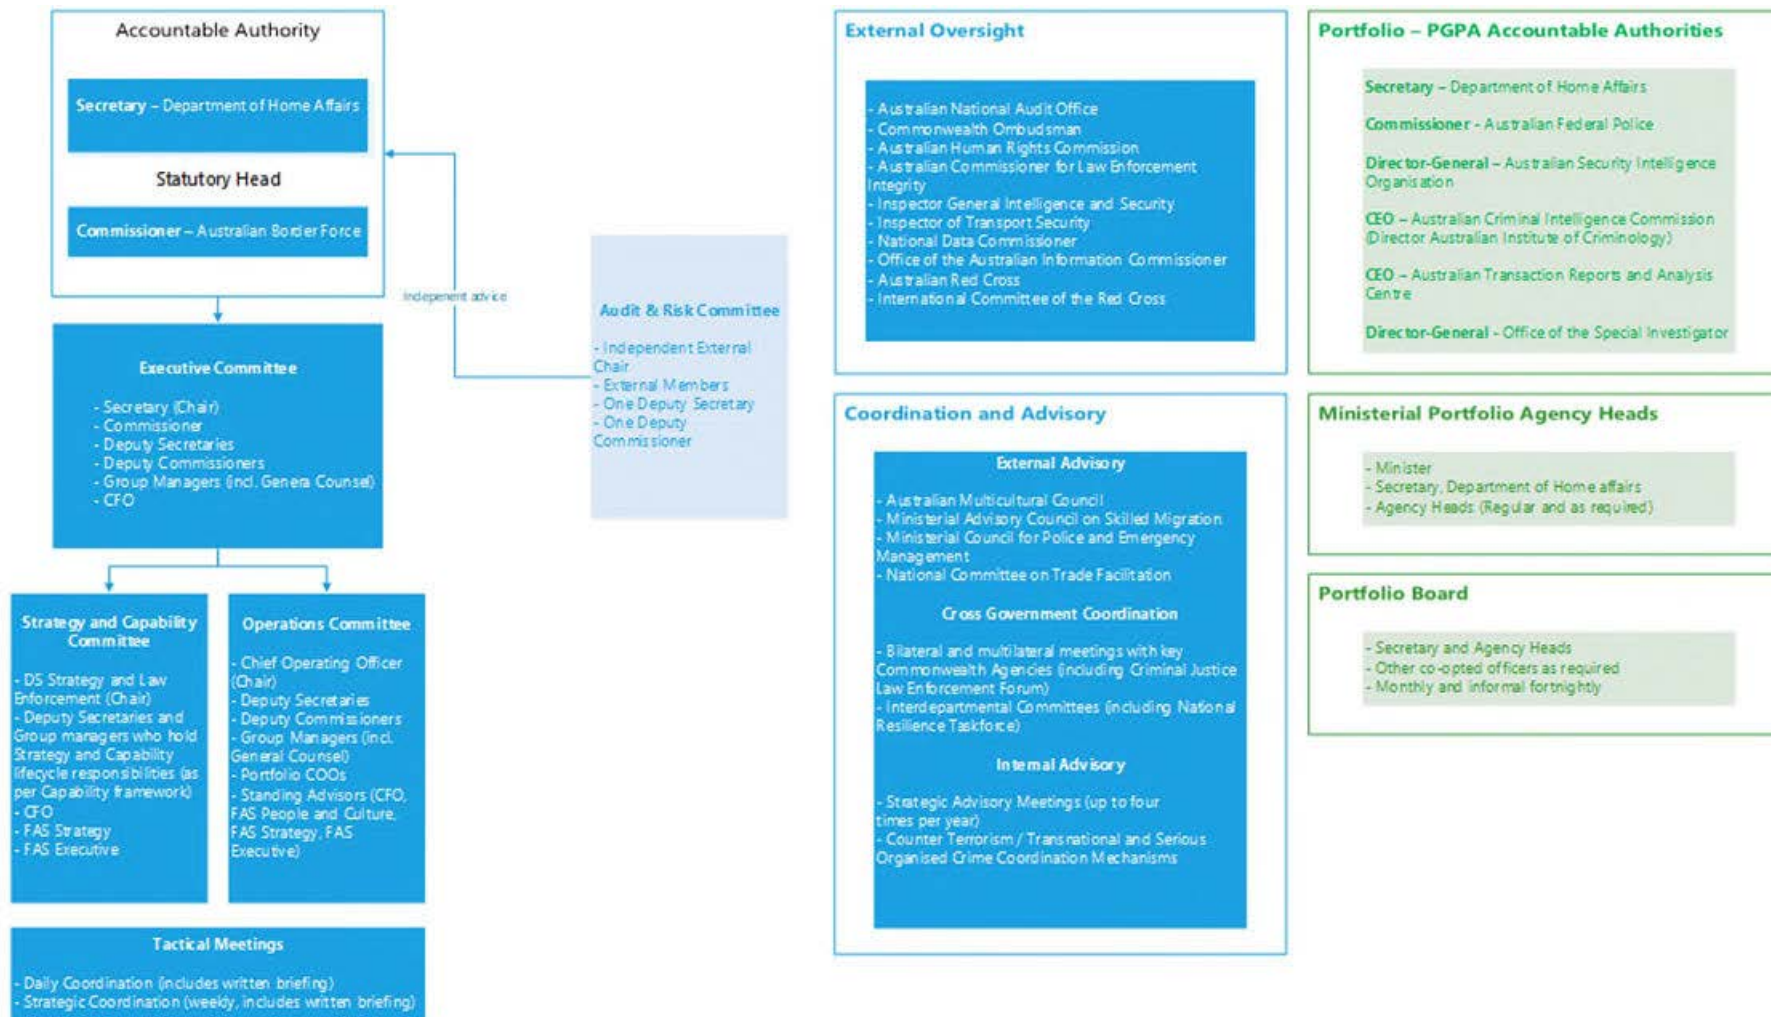 Accountable Authority
Secretary – Department of Home Affairs
Statutory Head
Commissioner – Australian Border Force
Indepenent advice
Executive Committee
- Secretary (Chair)
- Commissioner
- Deputy Secretaries
- Deputy Commissioners
- Group Managers (incl. Genera Counsel)
- CFO
Strategy and Capability
Committee
- DS Strategy and Law
Enforcement (Chair)
- Deputy Secretaries and
Group managers who hold
Strategy and Capability
lifecycle responsibilities (as
per Capability framework)
- CFO
- FAS Strategy
- FAS Executive
Operations Committee
- Chief Operating Officer
(Chair)
- Deputy Secretaries
- Deputy Commissioners
- Group Managers (incl.
General Counsel)
- Portfolio COOs
- Standing Advisors (CFO,
FAS People and Culture,
FAS Strategy, FAS
Executive)
Tactical Meetings
- Daily Coordination (includes written briefing)
- Strategic Coordination (weekly, includes written briefing)
Audit & Risk Committee
- Independent External
Chair
- External Members
- One Deputy Secretary
- One Deputy
Commissioner
External Oversight
- Australian National Audit Office
- Commonwealth Ombudsman
- Australian Human Rights Commission
- Australian Commissioner for Law Enforcement
Integrity
- Inspector General Intelligence and Security
- Inspector of Transport Security
- National Data Commissioner
- Office of the Australian Information Commissioner
- Australian Red Cross
- International Committee of the Red Cross
Coordination and Advisory
External Advisory
- Australian Multicultural Council
- Ministerial Advisory Council on Skilled Migration
- Ministerial Council for Police and Emergency
Management
- National Committee on Trade Facilitation
Cross Government Coordination
- Bilateral and multilateral meetings with key
Commonwealth Agencies (including Criminal Justice
Law Enforcement Forum)
- Interdepartmental Committees (including National
Resilience Taskforce)
Internal Advisory
- Strategic Advisory Meetings (up to four
times per year)
- Counter Terrorism / Transnational and Serious
Organised Crime Coordination Mechanisms
Portfolio – PGPA Accountable Authorities
Secretary – Department of Home Affairs
Commissioner - Australian Federal Police
Director-General – Australian Security Intelligence
Organisation
CEO – Australian Criminal Intelligence Commission
(Director Australian Institute of Criminology)
CEO – Australian Transaction Reports and Analysis
Centre
Director-General - Office of the Special Investigator
Ministerial Portfolio Agency Heads
- Minister
- Secretary, Department of Home affairs
- Agency Heads (Regular and as required)
Portfolio Board
- Secretary and Agency Heads
- Other co-opted officers as required
- Monthly and informal fortnightly